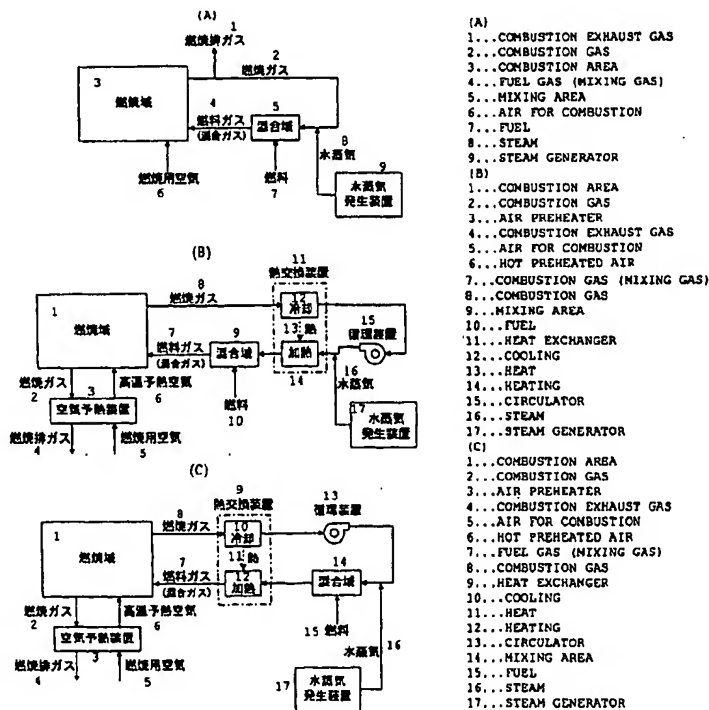 (A)
1
燃焼排ガス
2
燃焼ガス
3
燃焼域
4
燃料ガス
(混合ガス)
5
混合域
8
水蒸気
燃焼用空気
6
燃料
7
9
水蒸気
発生装置
(B)
11
熱交換装置
8
燃焼ガス
1
燃焼域
12
冷却
13 熱
15
循環装置
7
燃料ガス
(混合ガス)
9
混合域
加熱
14
16
水蒸気
燃焼ガス
2
高温予熱空気
6
燃料
10
3
空気予熱装置
17
水蒸気
発生装置
燃焼排ガス
4
燃焼用空気
5
(C)
9
熱交換装置
8
燃焼ガス
1
燃焼域
10
冷却
11 熱
13
循環装置
7
燃料ガス
(混合ガス)
12
加熱
14
混合域
燃焼ガス
2
高温予熱空気
6
15 燃料
水蒸気
16
空気予熱装置
3
燃焼排ガス
4
燃焼用空気
5
17
水蒸気
発生装置
(A)
1...COMBUSTION EXHAUST GAS
2...COMBUSTION GAS
3...COMBUSTION AREA
4...FUEL GAS (MIXING GAS)
5...MIXING AREA
6...AIR FOR COMBUSTION
7...FUEL
8...STEAM
9...STEAM GENERATOR
(B)
1...COMBUSTION AREA
2...COMBUSTION GAS
3...AIR PREHEATER
4...COMBUSTION EXHAUST GAS
5...AIR FOR COMBUSTION
6...HOT PREHEATED AIR
7...COMBUSTION GAS (MIXING GAS)
8...COMBUSTION GAS
9...MIXING AREA
10...FUEL
11...HEAT EXCHANGER
12...COOLING
13...HEAT
14...HEATING
15...CIRCULATOR
16...STEAM
17...STEAM GENERATOR
(C)
1...COMBUSTION AREA
2...COMBUSTION GAS
3...AIR PREHEATER
4...COMBUSTION EXHAUST GAS
5...AIR FOR COMBUSTION
6...HOT PREHEATED AIR
7...FUEL GAS (MIXING GAS)
8...COMBUSTION GAS
9...HEAT EXCHANGER
10...COOLING
11...HEAT
12...HEATING
13...CIRCULATOR
14...MIXING AREA
15...FUEL
16...STEAM
17...STEAM GENERATOR